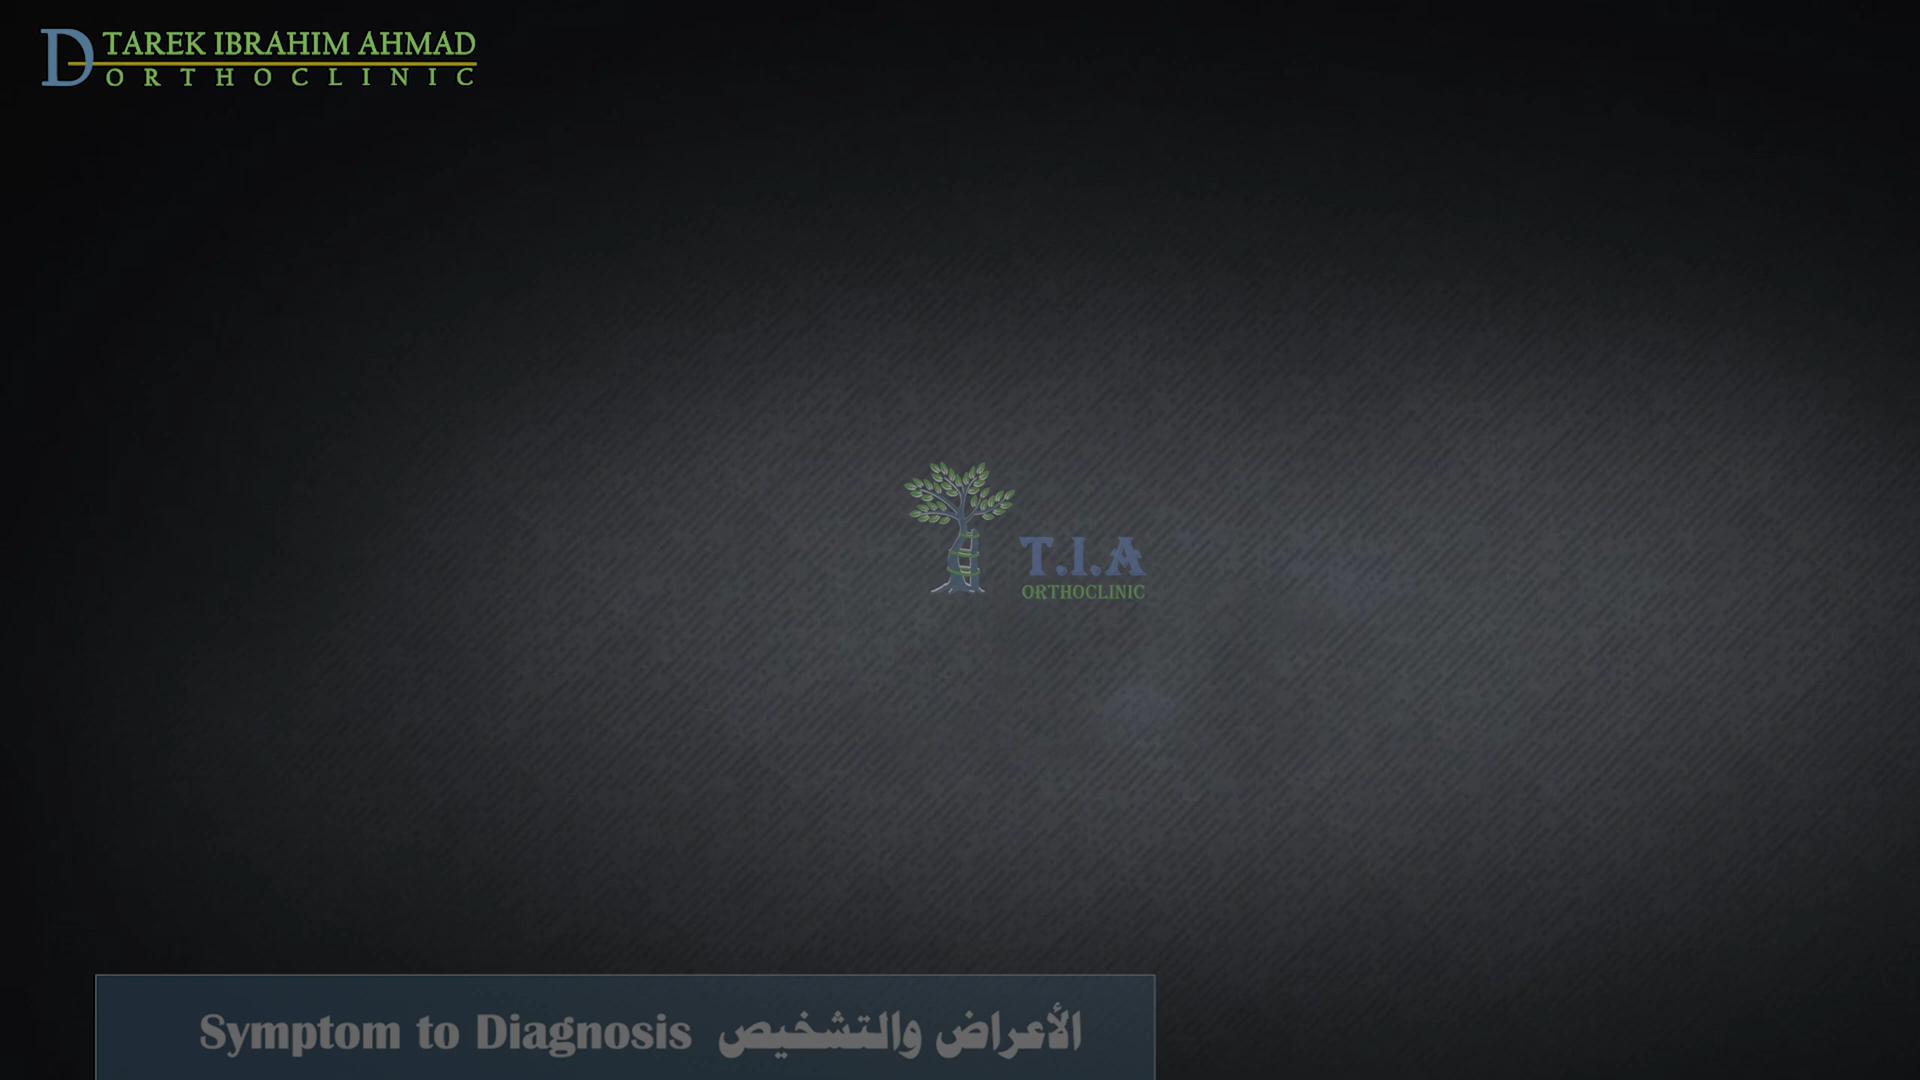 D TAREK IBRAHIM AHMAD
ORTHOCLINIC
T.I.A
ORTHOCLINIC
Symptom to Diagnosis الأعراض والتشخيص